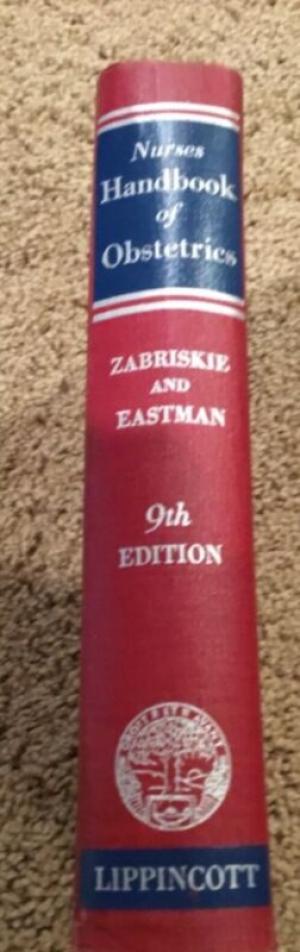 Nurses
Handbook
of
Obstetrics
ZABRISKIE
AND
EASTMAN
9th
EDITION
LIPPINCOTT